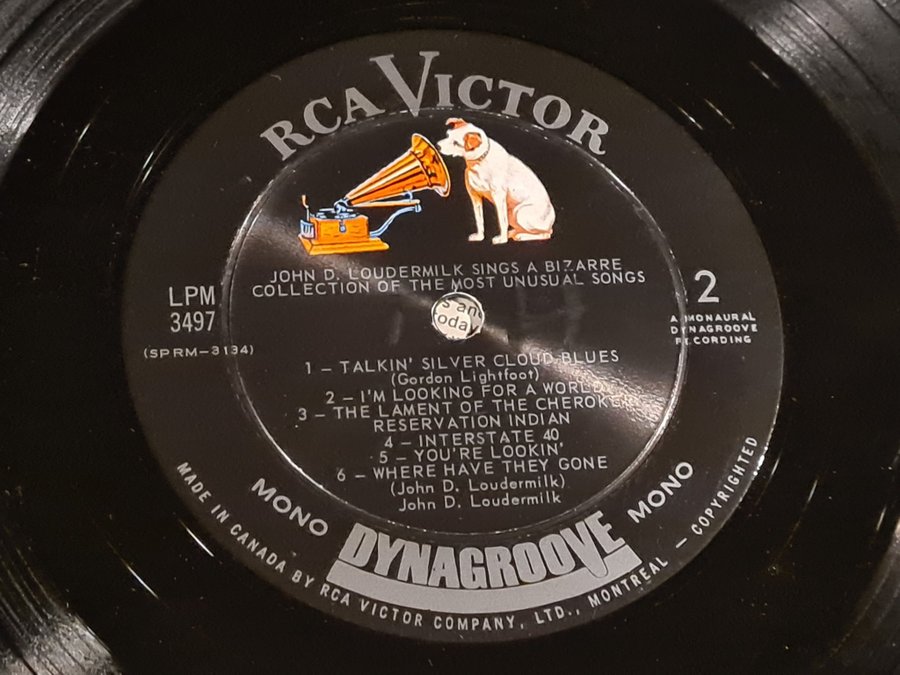 RCA VICTOR
JOHN D. LOUDERMILK SINGS A BIZARRE
COLLECTION OF THE MOST UNUSUAL SONGS
LPM
3497
(SPRM-3134)
2
A MONAURAL
DYNAGROOVE
RECORDING
oday
1 – TALKIN' SILVER CLOUD BLUES
(Gordon Lightfoot)
2 – I'M LOOKING FOR A WORLD
3 – THE LAMENT OF THE CHEROKEE
RESERVATION INDIAN
4 – INTERSTATE 40
5 – YOU'RE LOOKIN'
6 – WHERE HAVE THEY GONE
(John D. Loudermilk)
John D. Loudermilk
MONO
DYNAGROOVE
MONO
MADE IN CANADA BY RCA VICTOR COMPANY, LTD., MONTREAL – COPYRIGHTED